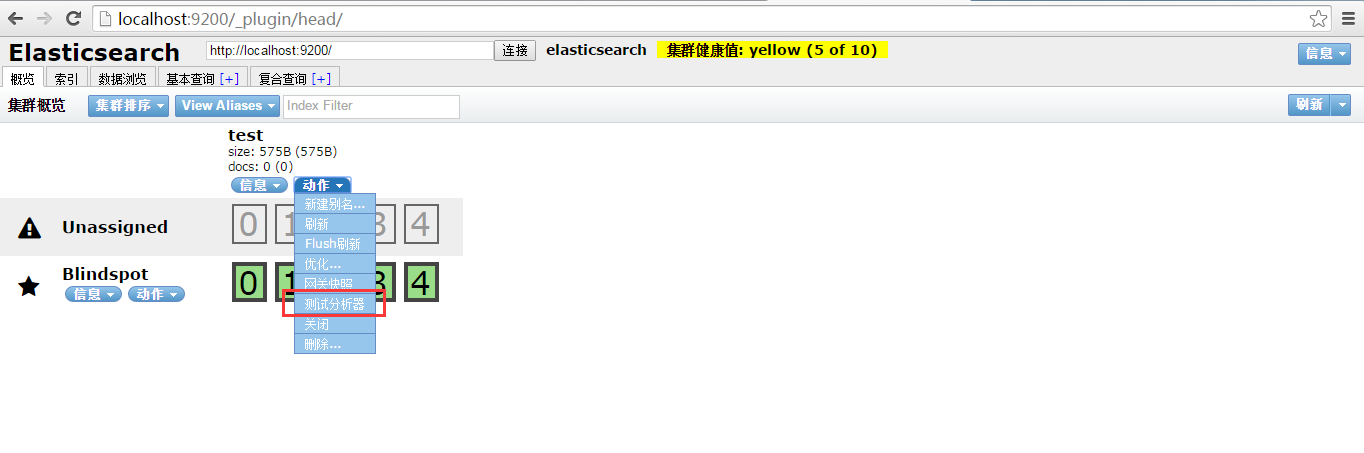 localhost:9200/_plugin/head/
Elasticsearch http://localhost:9200/ 连接 elasticsearch 集群健康值: yellow (5 of 10) 信息
概览 索引 数据浏览 基本查询 [+] 复合查询 [+]
集群概览 集群排序 View Aliases Index Filter 刷新
test
size: 575B (575B)
docs: 0 (0)
信息 动作
新建别名...
刷新
Flush刷新
优化...
网关快照
测试分析器
关闭
删除...
Unassigned 0 1 3 4
Blindspot 0 1 3 4
信息 动作